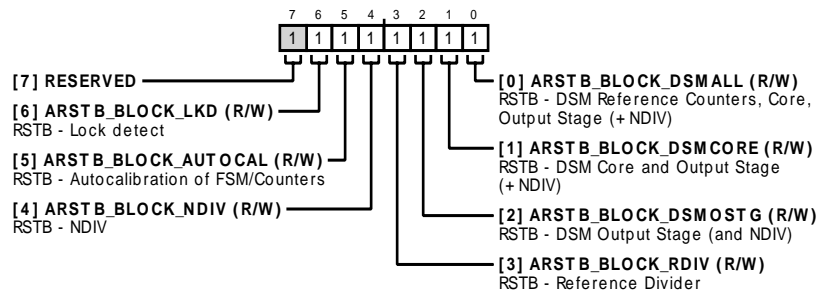 7 6 5 4 3 2 1 0
1 1 1 1 1 1 1 1
[7] RESERVED
[6] ARSTB_BLOCK_LKD (R/W)
RSTB - Lock detect
[5] ARSTB_BLOCK_AUTOCAL (R/W)
RSTB - Autocalibration of FSM/Counters
[4] ARSTB_BLOCK_NDIV (R/W)
RSTB - NDIV
[0] ARSTB_BLOCK_DSMALL (R/W)
RSTB - DSM Reference Counters, Core,
Output Stage (+NDIV)
[1] ARSTB_BLOCK_DSMCORE (R/W)
RSTB - DSM Core and Output Stage
(+NDIV)
[2] ARSTB_BLOCK_DSMOSTG (R/W)
RSTB - DSM Output Stage (and NDIV)
[3] ARSTB_BLOCK_RDIV (R/W)
RSTB - Reference Divider